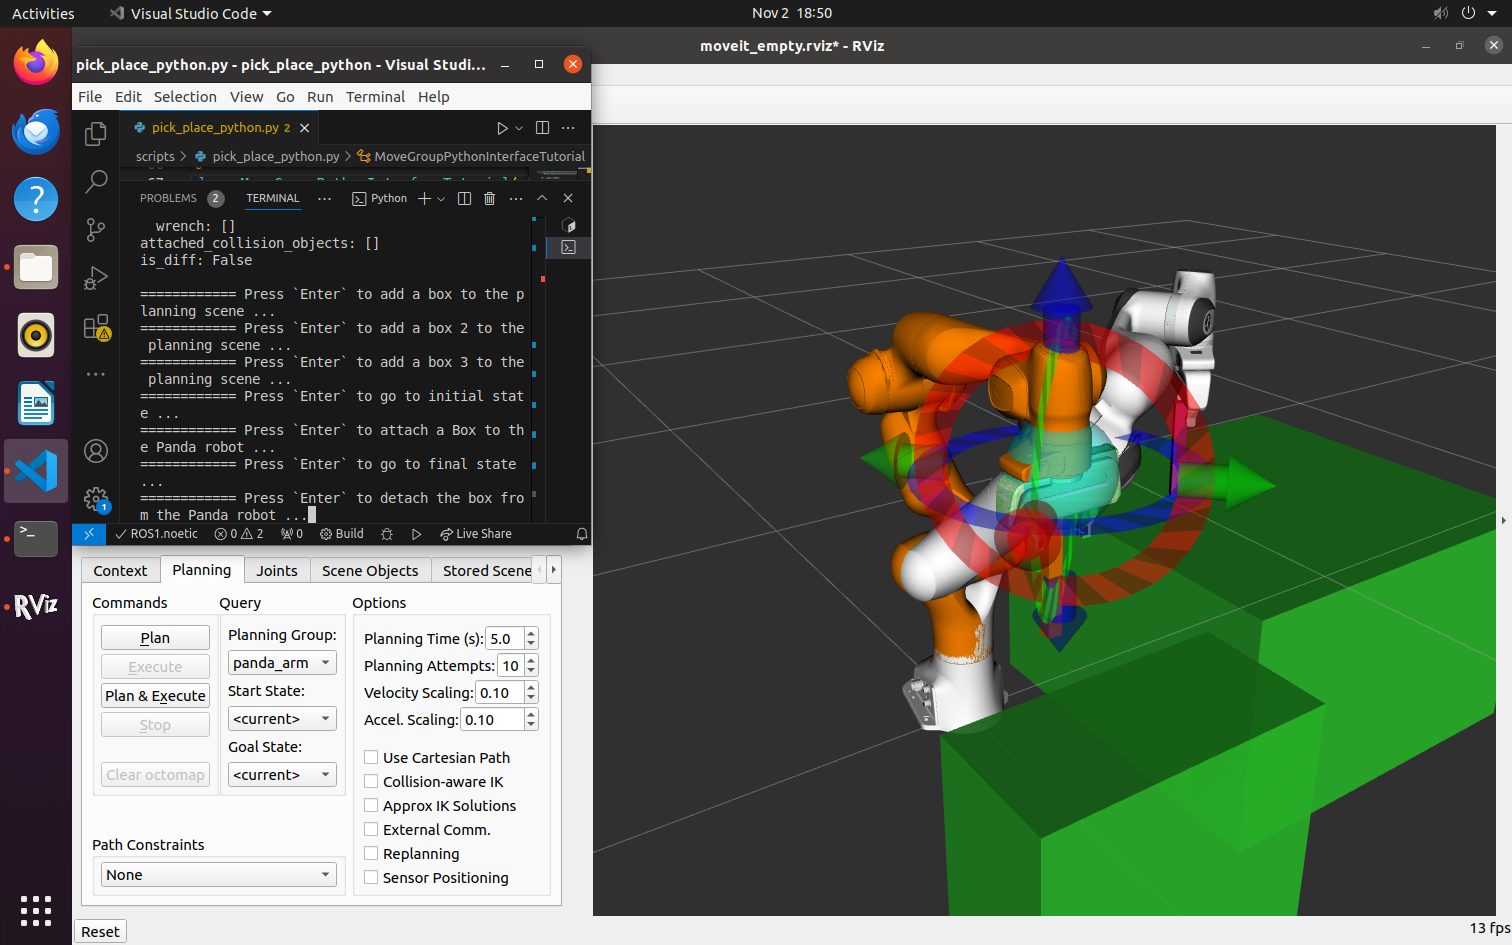 Activities
Visual Studio Code
Nov 2 18:50
moveit_empty.rviz* - RViz
pick_place_python.py - pick_place_python - Visual Studi...
File Edit Selection View Go Run Terminal Help
pick_place_python.py 2
scripts > pick_place_python.py > MoveGroupPythonInterfaceTutorial
PROBLEMS 2 TERMINAL ... Python
wrench: []
attached_collision_objects: []
is_diff: False
============ Press `Enter` to add a box to the p
lanning scene ...
============ Press `Enter` to add a box 2 to the
planning scene ...
============ Press `Enter` to add a box 3 to the
planning scene ...
============ Press `Enter` to go to initial stat
e ...
============ Press `Enter` to attach a Box to th
e Panda robot ...
============ Press `Enter` to go to final state
...
============ Press `Enter` to detach the box fro
m the Panda robot ...
1
ROS1.noetic 0 2 0 Build Live Share
>_
RViz
Context Planning Joints Scene Objects Stored Scene
Commands Query Options
Plan
Execute
Plan & Execute
Stop
Clear octomap
Planning Group:
panda_arm
Start State:
<current>
Goal State:
<current>
Planning Time (s): 5.0
Planning Attempts: 10
Velocity Scaling: 0.10
Accel. Scaling: 0.10
Use Cartesian Path
Collision-aware IK
Approx IK Solutions
External Comm.
Replanning
Sensor Positioning
Path Constraints
None
Reset
13 fps